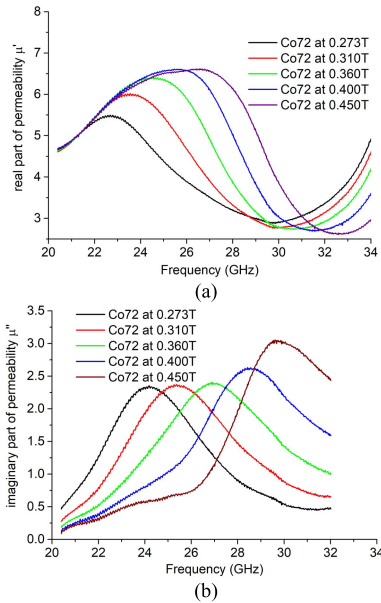 real part of permeability μ'
7
6
5
4
3
Co72 at 0.273T
Co72 at 0.310T
Co72 at 0.360T
Co72 at 0.400T
Co72 at 0.450T
20 22 24 26 28 30 32 34
Frequency (GHz)
(a)
imaginary part of permeability μ"
3.5
3.0
2.5
2.0
1.5
1.0
0.5
0.0
Co72 at 0.273T
Co72 at 0.310T
Co72 at 0.360T
Co72 at 0.400T
Co72 at 0.450T
20 22 24 26 28 30 32 34
Frequency (GHz)
(b)